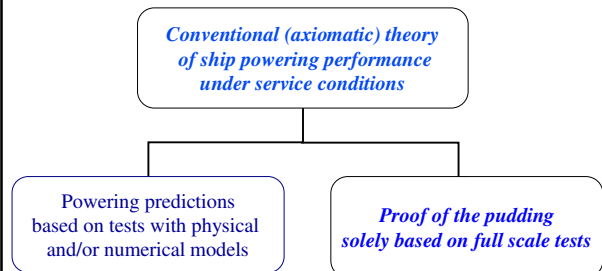 Conventional (axiomatic) theory
of ship powering performance
under service conditions
Powering predictions
based on tests with physical
and/or numerical models
Proof of the pudding
solely based on full scale tests